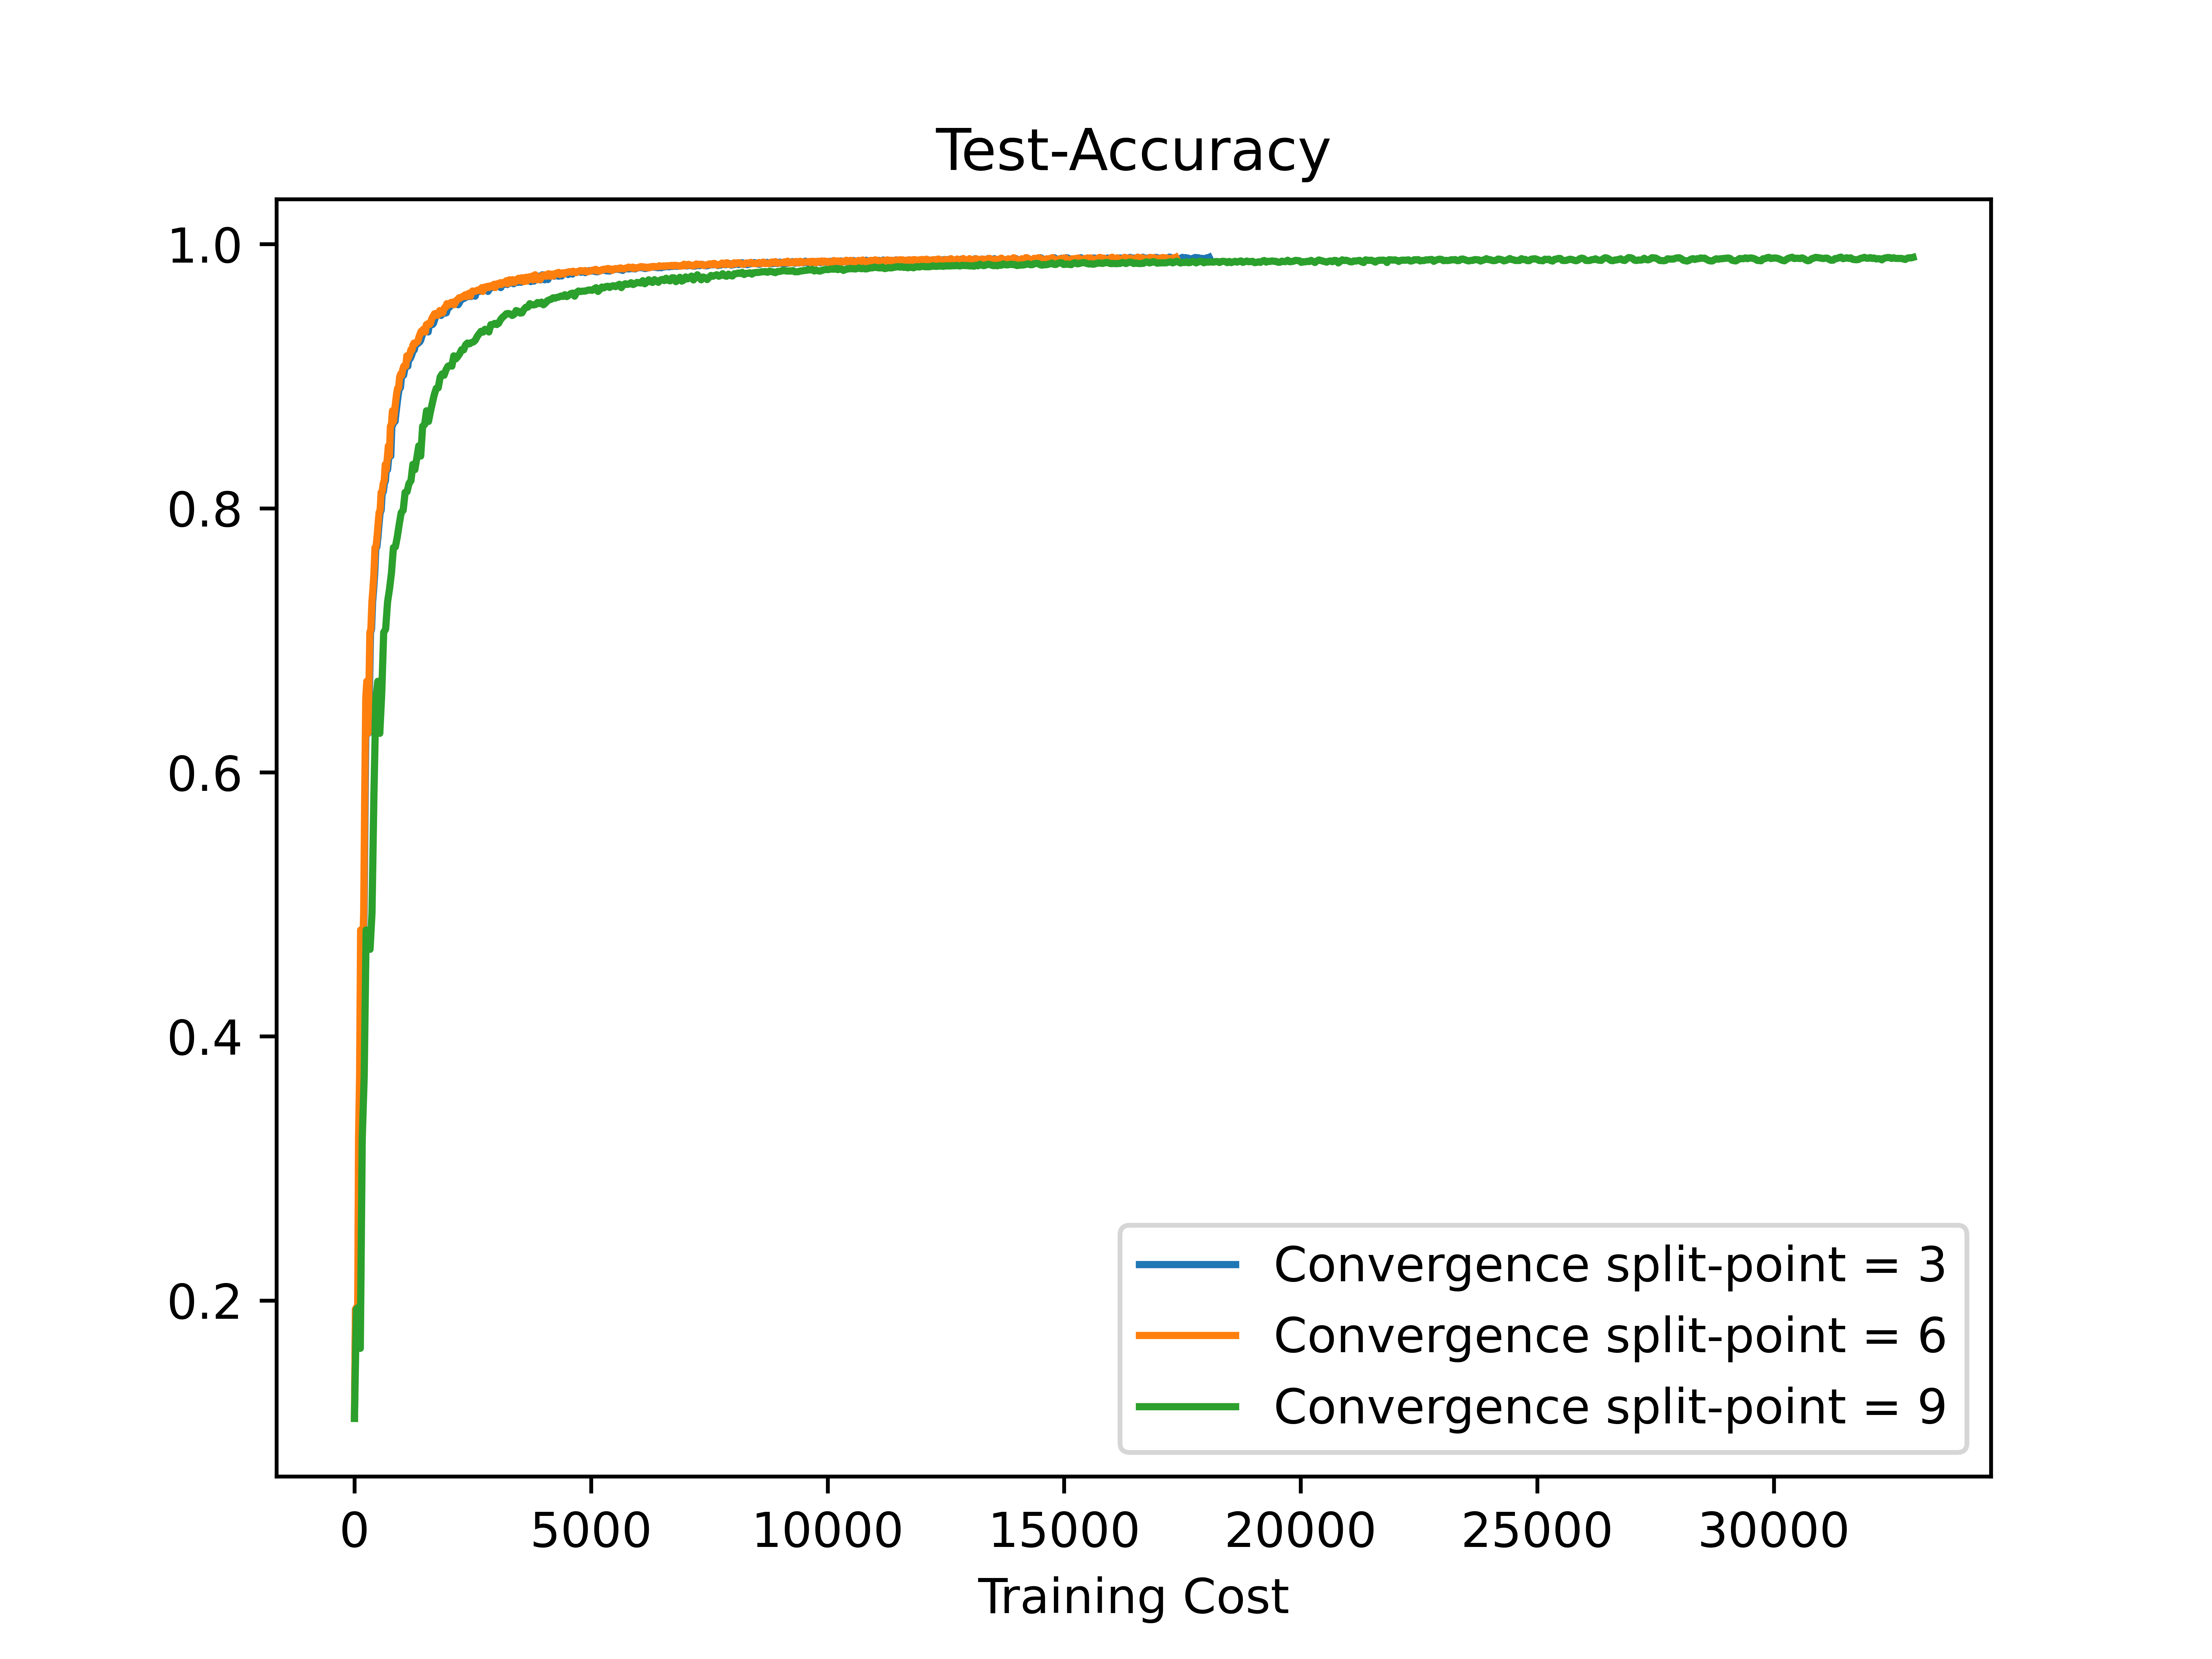 Test-Accuracy
1.0
0.8
0.6
0.4
0.2
Convergence split-point = 3
Convergence split-point = 6
Convergence split-point = 9
0 5000 10000 15000 20000 25000 30000
Training Cost